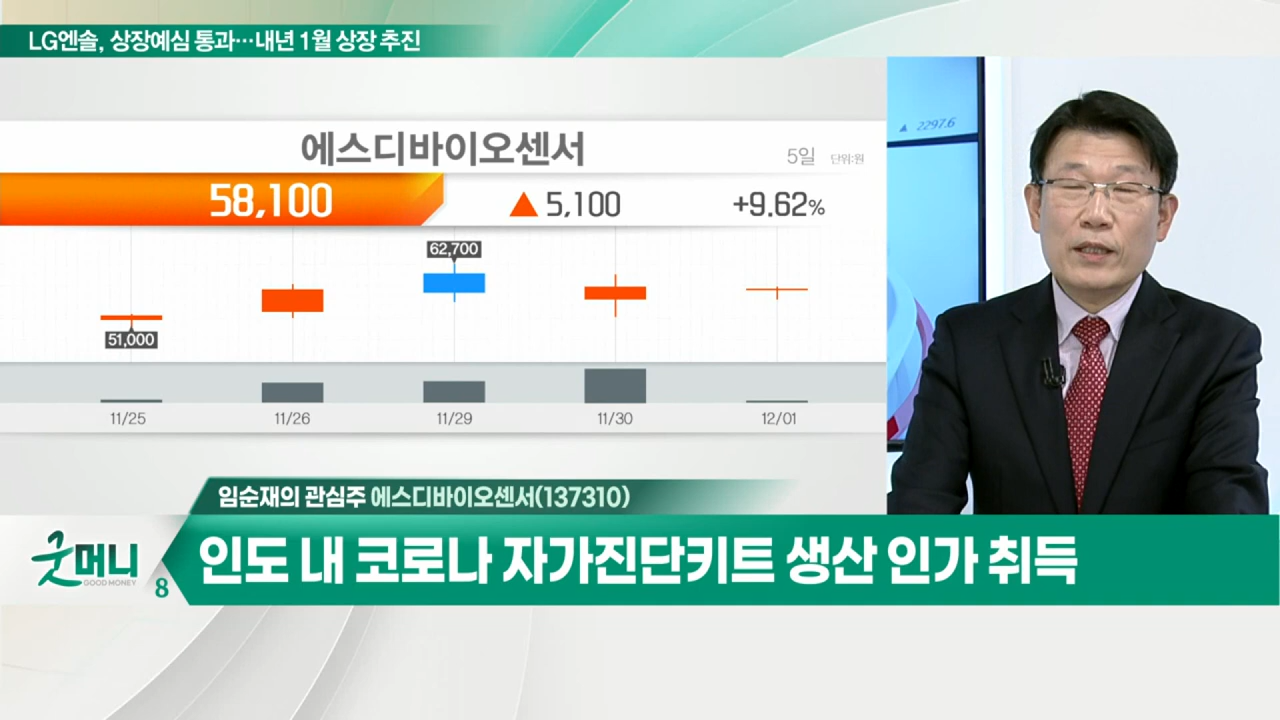 LG엔솔, 상장예심 통과…내년 1월 상장 추진
▲ 2297.6
에스디바이오센서
5일 단위:원
58,100 ▲ 5,100 +9.62%
62,700
51,000
11/25 11/26 11/29 11/30 12/01
임순재의 관심주 에스디바이오센서(137310)
인도 내 코로나 자가진단키트 생산 인가 취득
굿머니
GOOD MONEY
8